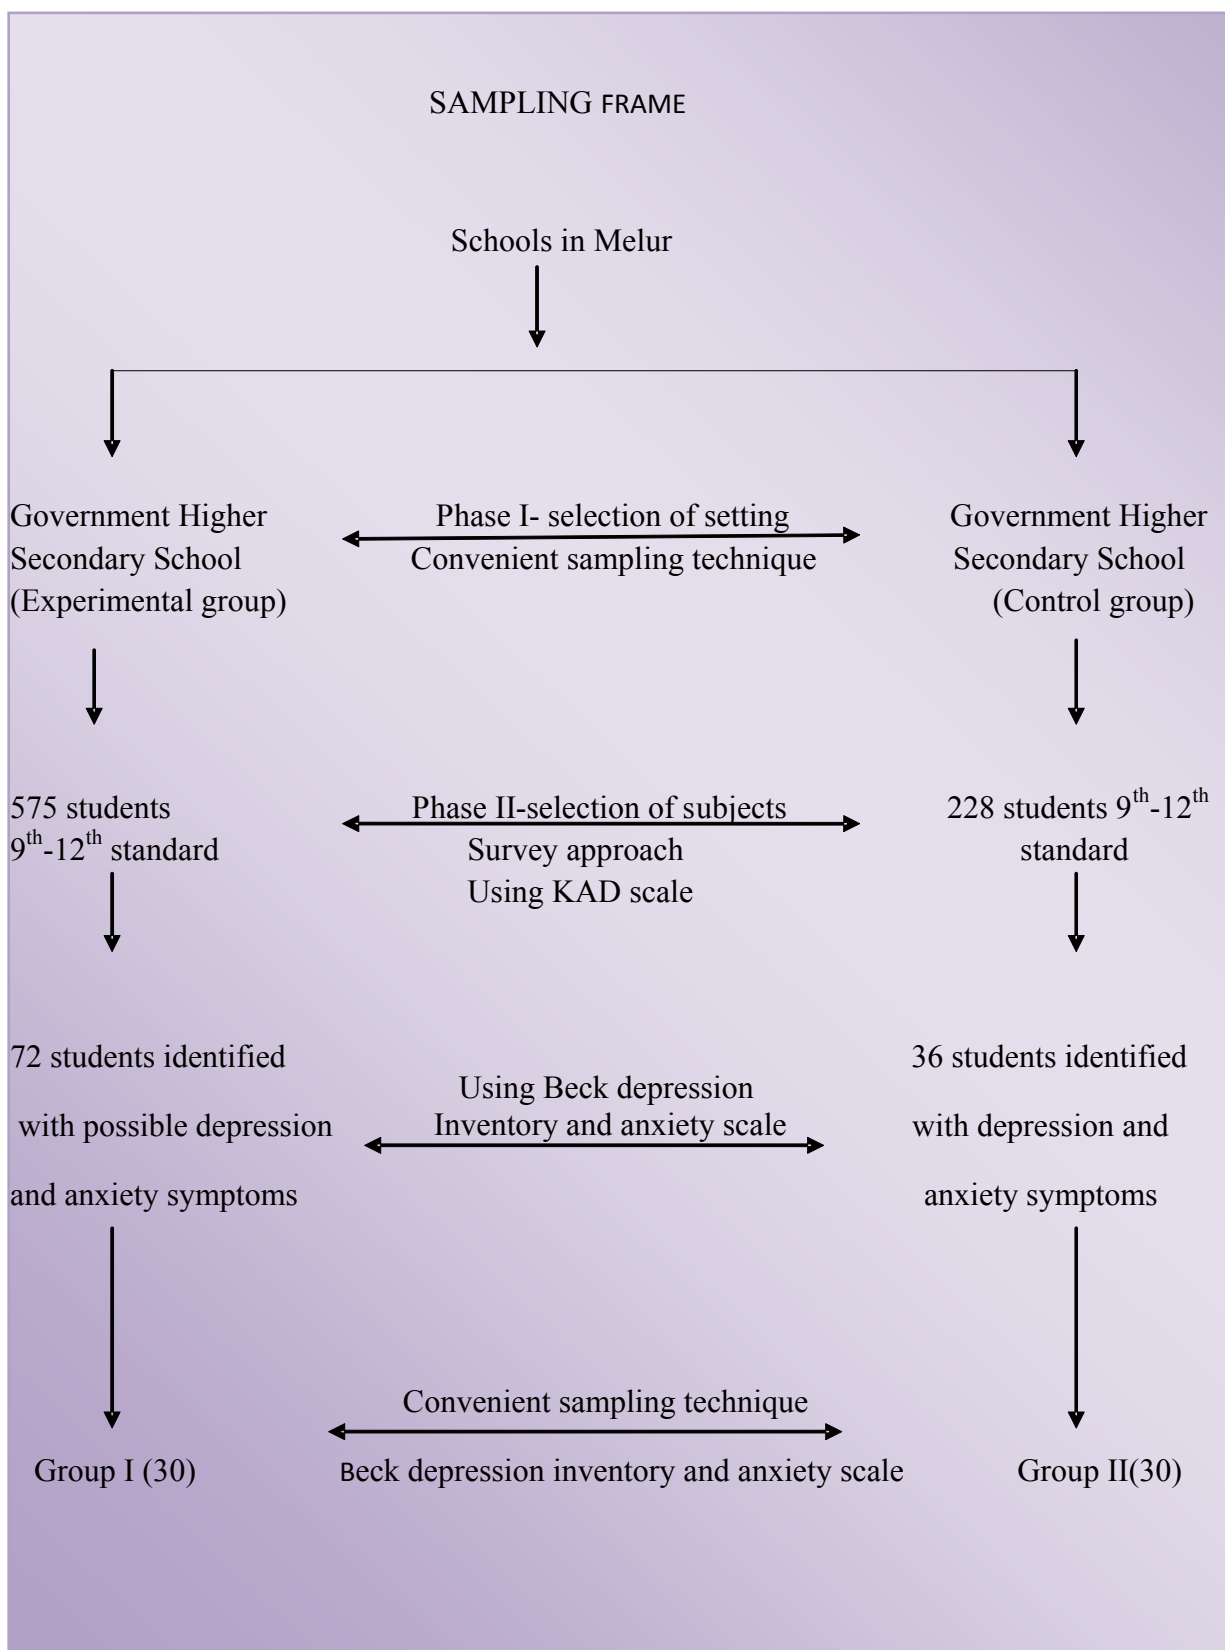 SAMPLING FRAME
Schools in Melur
Government Higher
Secondary School
(Experimental group)
Phase I- selection of setting
Convenient sampling technique
Government Higher
Secondary School
(Control group)
575 students
9th-12th standard
Phase II-selection of subjects
Survey approach
Using KAD scale
228 students 9th-12th
standard
72 students identified
with possible depression
and anxiety symptoms
Using Beck depression
Inventory and anxiety scale
36 students identified
with depression and
anxiety symptoms
Convenient sampling technique
Group I (30)
Beck depression inventory and anxiety scale
Group II(30)